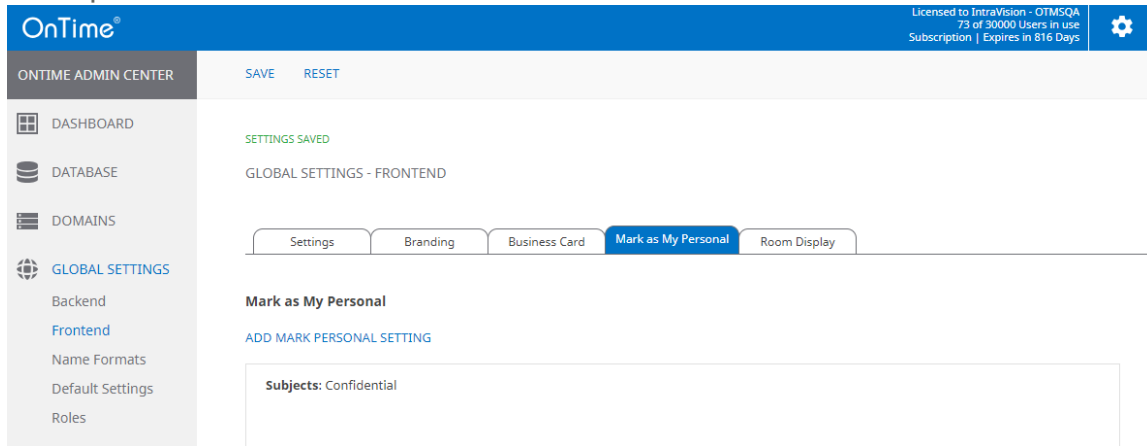 OnTime®
Licensed to IntraVision - OTMSQA
73 of 30000 Users in use
Subscription | Expires in 816 Days
ONTIME ADMIN CENTER
SAVE RESET
DASHBOARD
SETTINGS SAVED
DATABASE
GLOBAL SETTINGS - FRONTEND
DOMAINS
Settings Branding Business Card Mark as My Personal Room Display
GLOBAL SETTINGS
Backend
Mark as My Personal
Frontend
ADD MARK PERSONAL SETTING
Name Formats
Default Settings
Subjects: Confidential
Roles